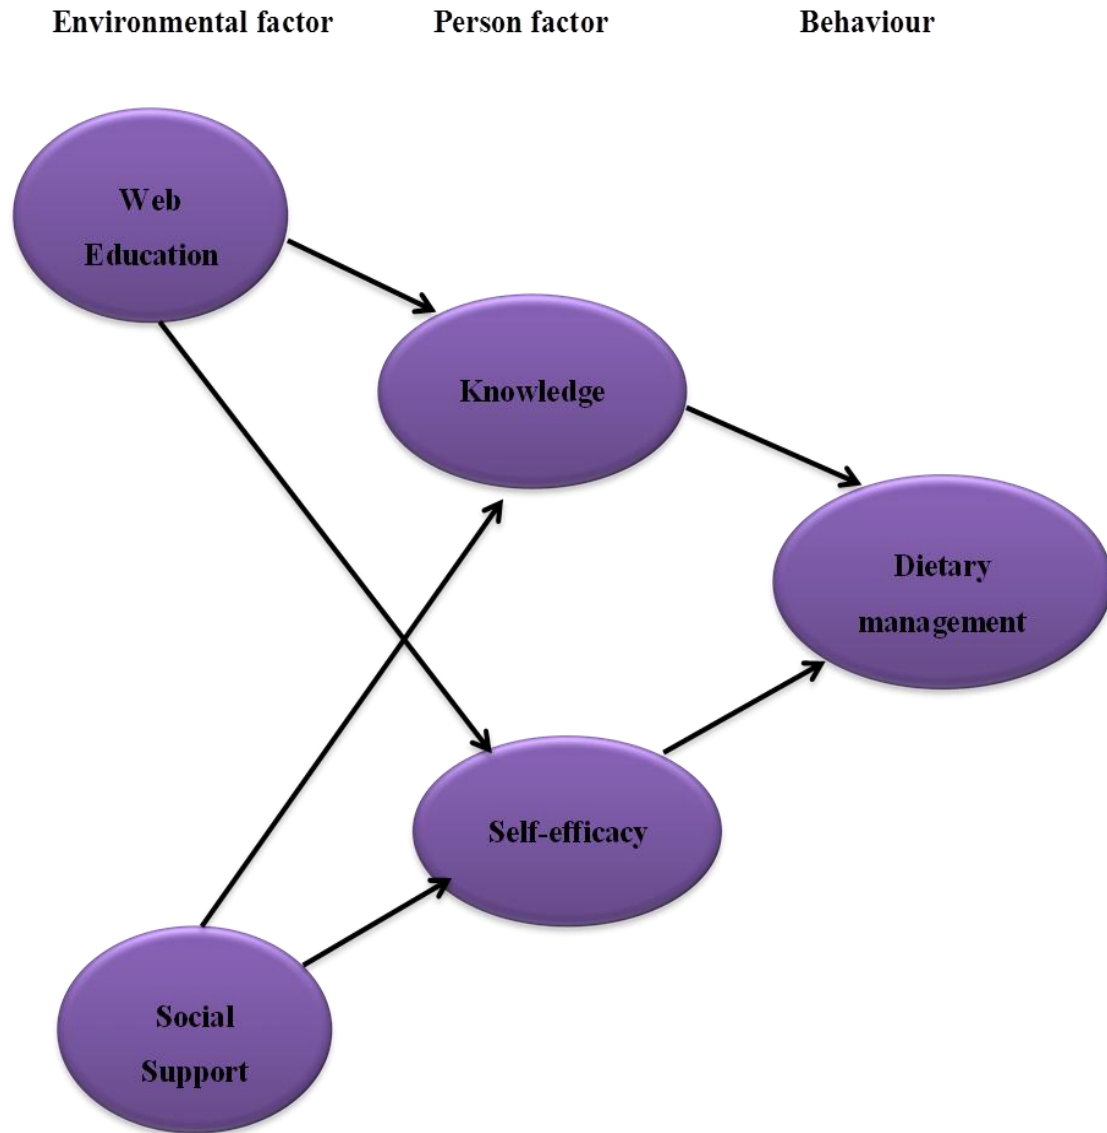 Environmental factor
Person factor
Behaviour
Web
Education
Knowledge
Dietary
management
Self-efficacy
Social
Support